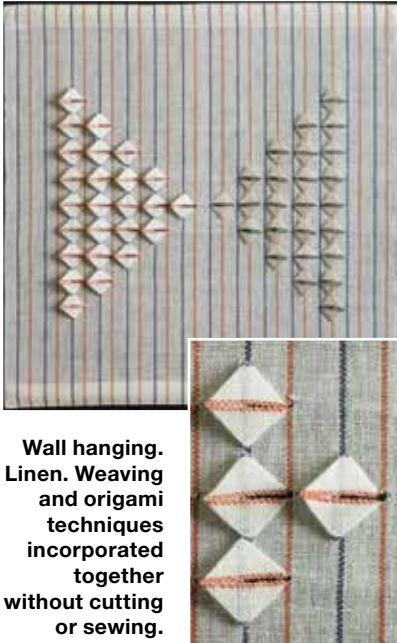 Wall hanging.
Linen. Weaving
and origami
techniques
incorporated
together
without cutting
or sewing.